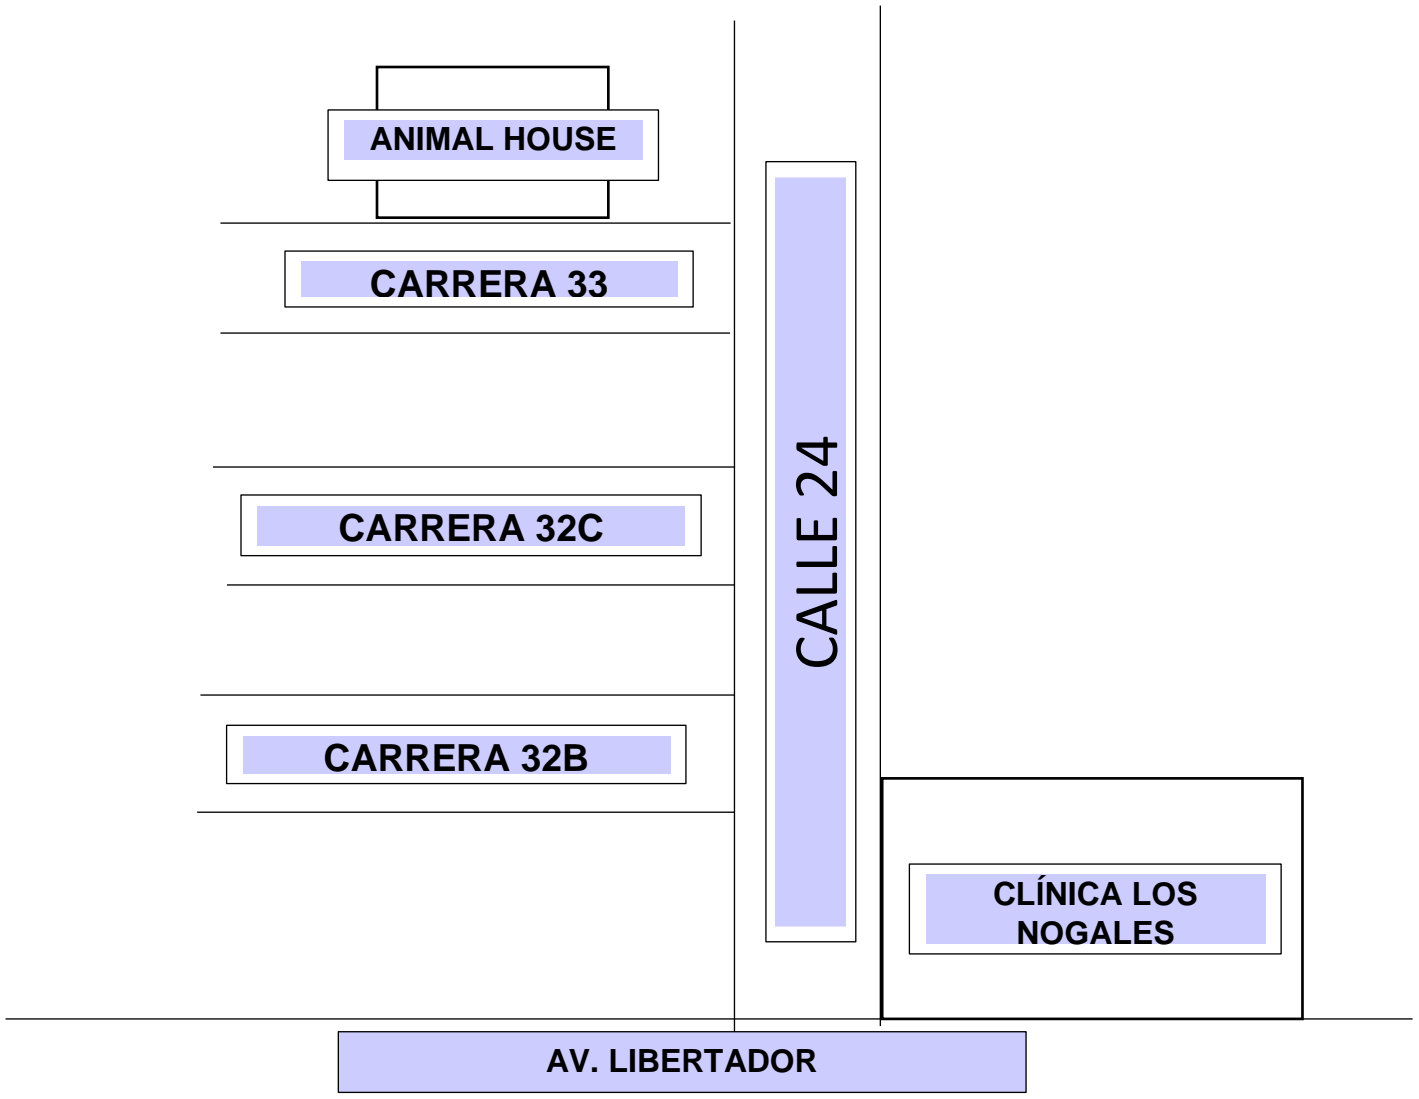 ANIMAL HOUSE
CARRERA 33
CALLE 24
CARRERA 32C
CARRERA 32B
CLÍNICA LOS
NOGALES
AV. LIBERTADOR